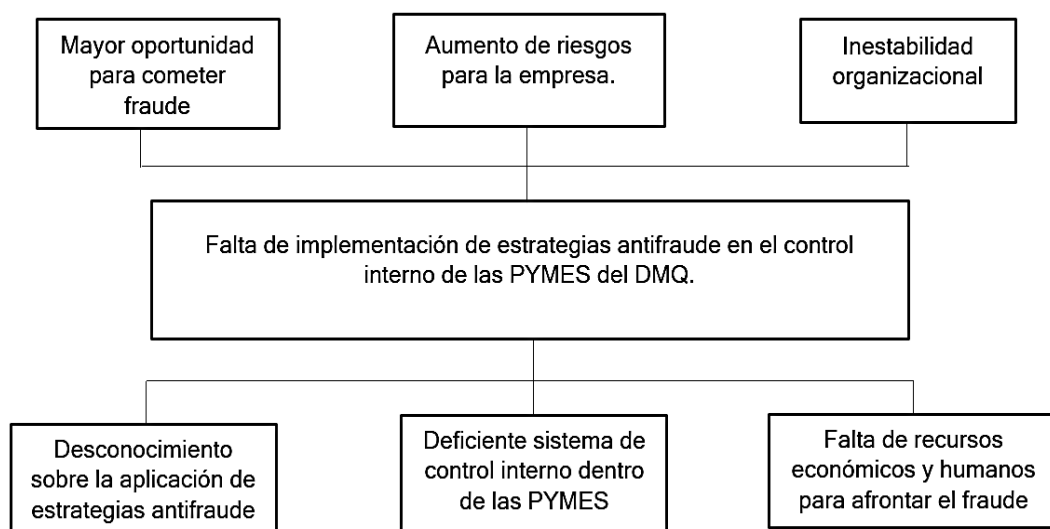 Mayor oportunidad
para cometer
fraude
Aumento de riesgos
para la empresa.
Inestabilidad
organizacional
Falta de implementación de estrategias antifraude en el control
interno de las PYMES del DMQ.
Desconocimiento
sobre la aplicación de
estrategias antifraude
Deficiente sistema de
control interno dentro
de las PYMES
Falta de recursos
económicos y humanos
para afrontar el fraude